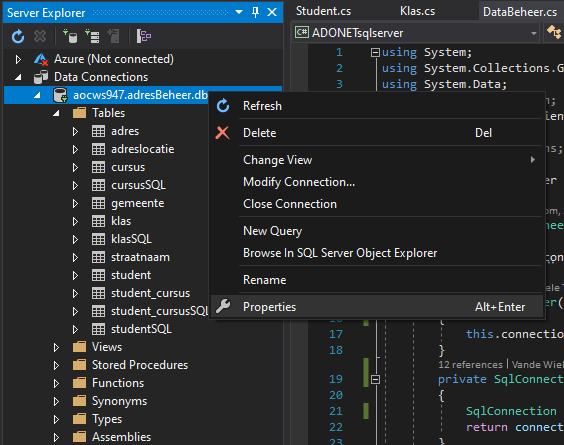 Server Explorer
Student.cs
Klas.cs
DataBeheer.cs
C# ADONETsqlserver
Azure (Not connected)
Data Connections
aocws947.adresBeheer.db
Tables
adres
adreslocatie
cursus
cursusSQL
gemeente
klas
klasSQL
straatnaam
student
student_cursus
student_cursusSQL
studentSQL
Views
Stored Procedures
Functions
Synonyms
Types
Assemblies
Refresh
Delete Del
Change View
Modify Connection...
Close Connection
New Query
Browse In SQL Server Object Explorer
Rename
Properties Alt+Enter
1 using System;
2 using System.Collections.G
3 using System.Data;
17 this.connectio
18 }
12 references | Vande Wiel
19 private SqlConnect
20 {
21 SqlConnection
22 return connect
23 }